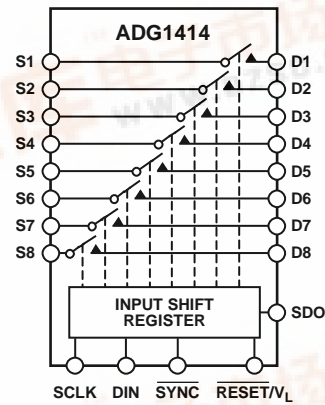 ADG1414
S1 D1
S2 D2
S3 D3
S4 D4
S5 D5
S6 D6
S7 D7
S8 D8
INPUT SHIFT
REGISTER
SDO
SCLK DIN SYNC RESET/VL